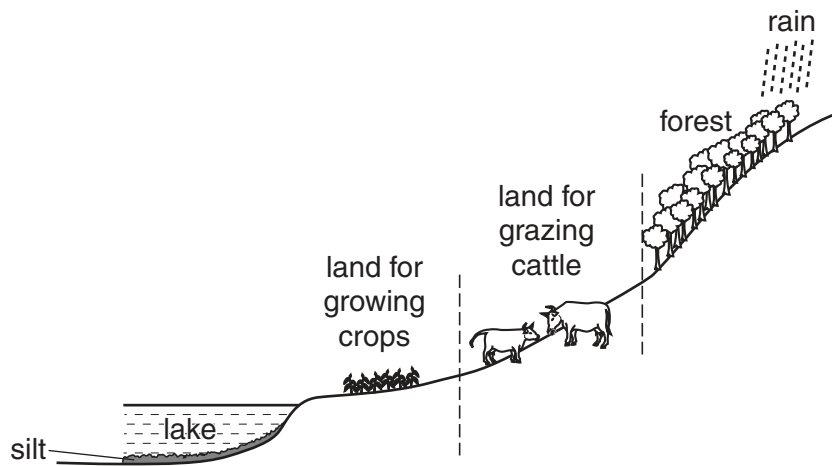 rain
forest
land for
grazing
cattle
land for
growing
crops
lake
silt